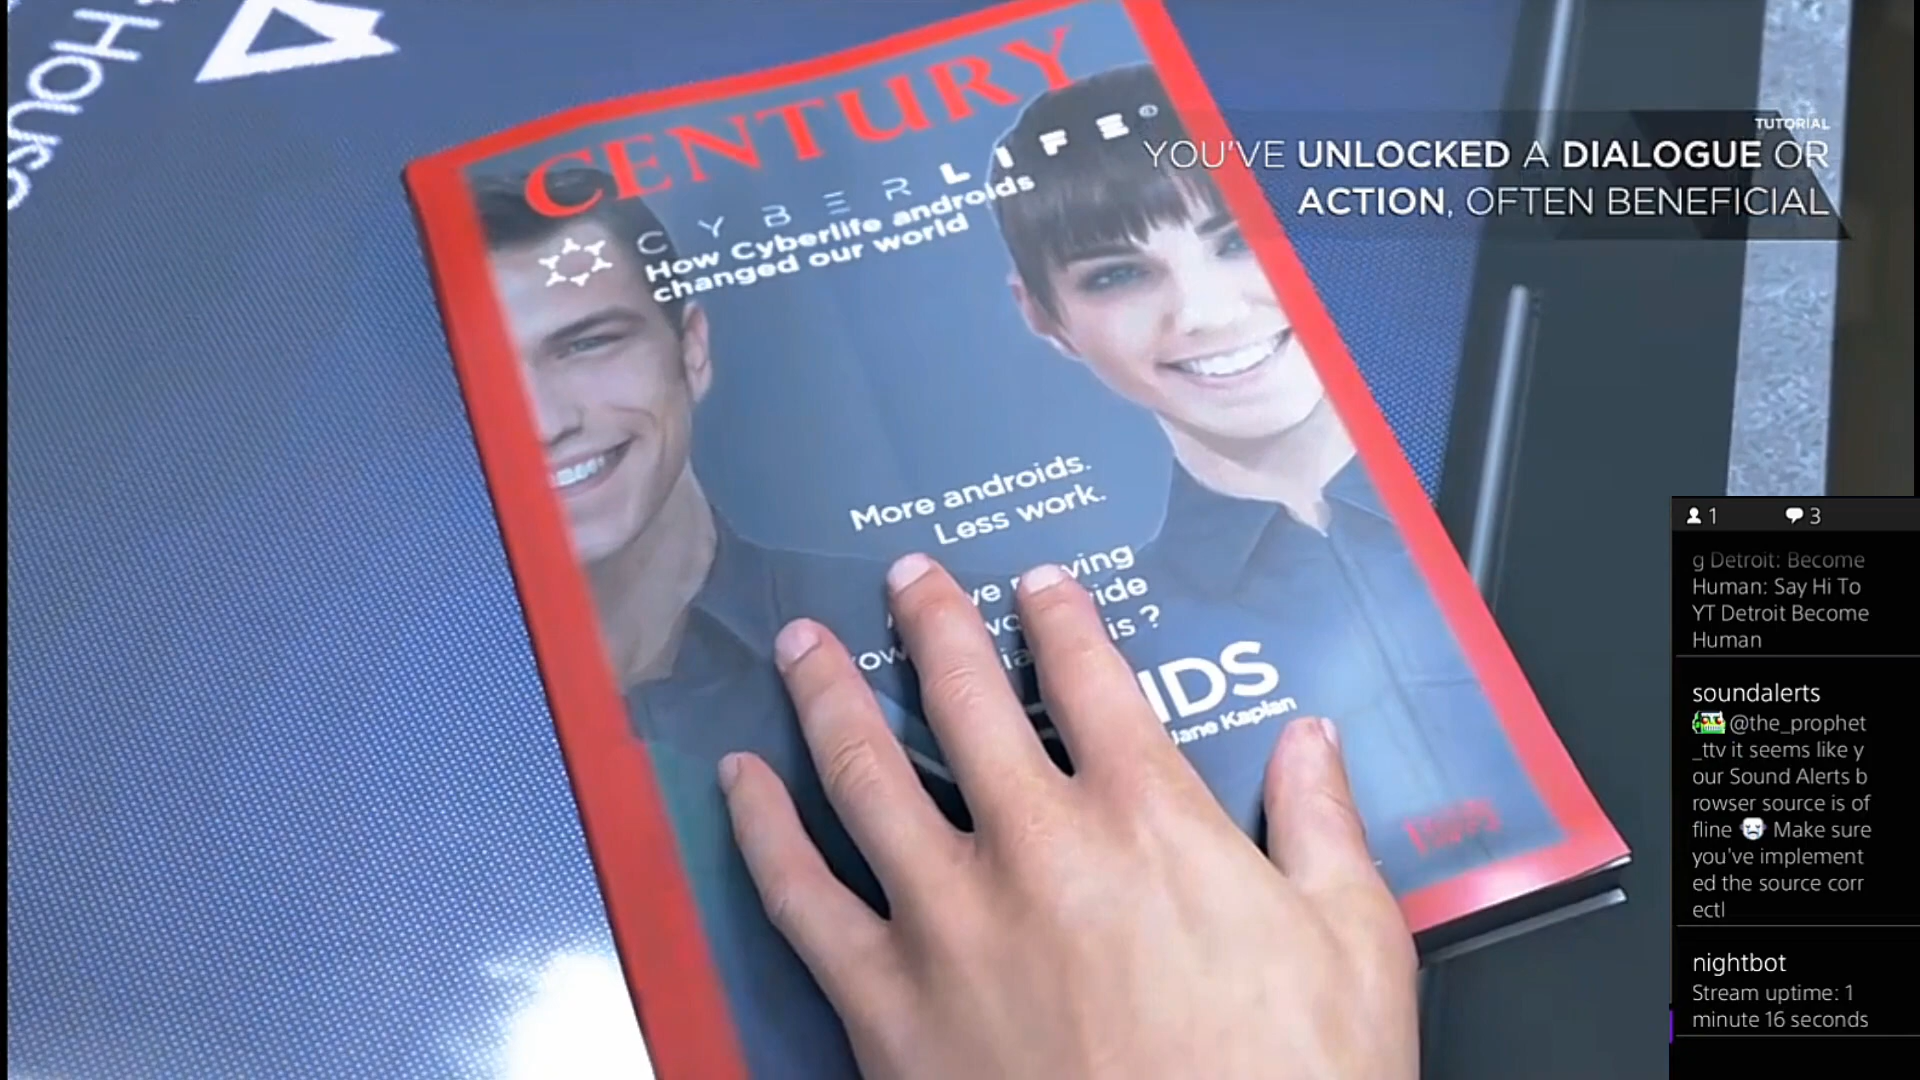 HOURS
CENTURY
CYBERLIFE
How Cyberlife androids
changed our world
More androids.
Less work.
IDS
Jane Kaplan
TUTORIAL
YOU'VE UNLOCKED A DIALOGUE OR
ACTION, OFTEN BENEFICIAL
1 3
g Detroit: Become
Human: Say Hi To
YT Detroit Become
Human
soundalerts
@the_prophet
_ttv it seems like y
our Sound Alerts b
rowser source is of
fline Make sure
you've implement
ed the source corr
ectl
nightbot
Stream uptime: 1
minute 16 seconds